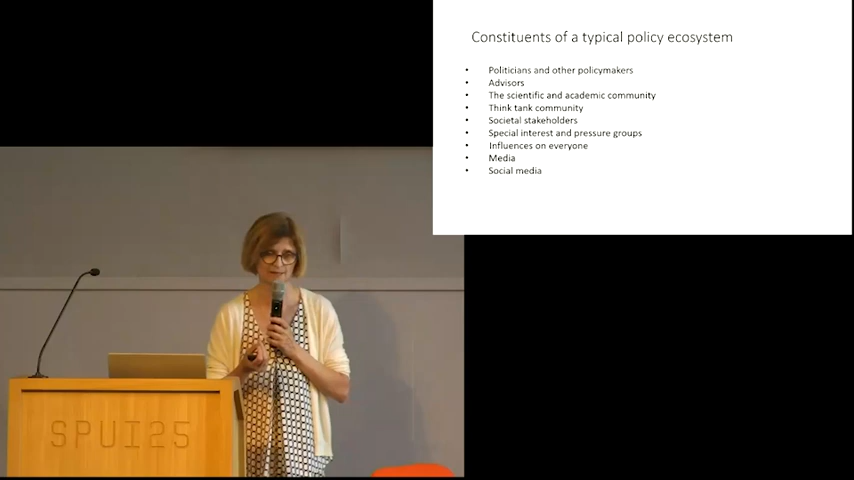 Constituents of a typical policy ecosystem
• Politicians and other policymakers
• Advisors
• The scientific and academic community
• Think tank community
• Societal stakeholders
• Special interest and pressure groups
• Influences on everyone
• Media
• Social media
SPUI25